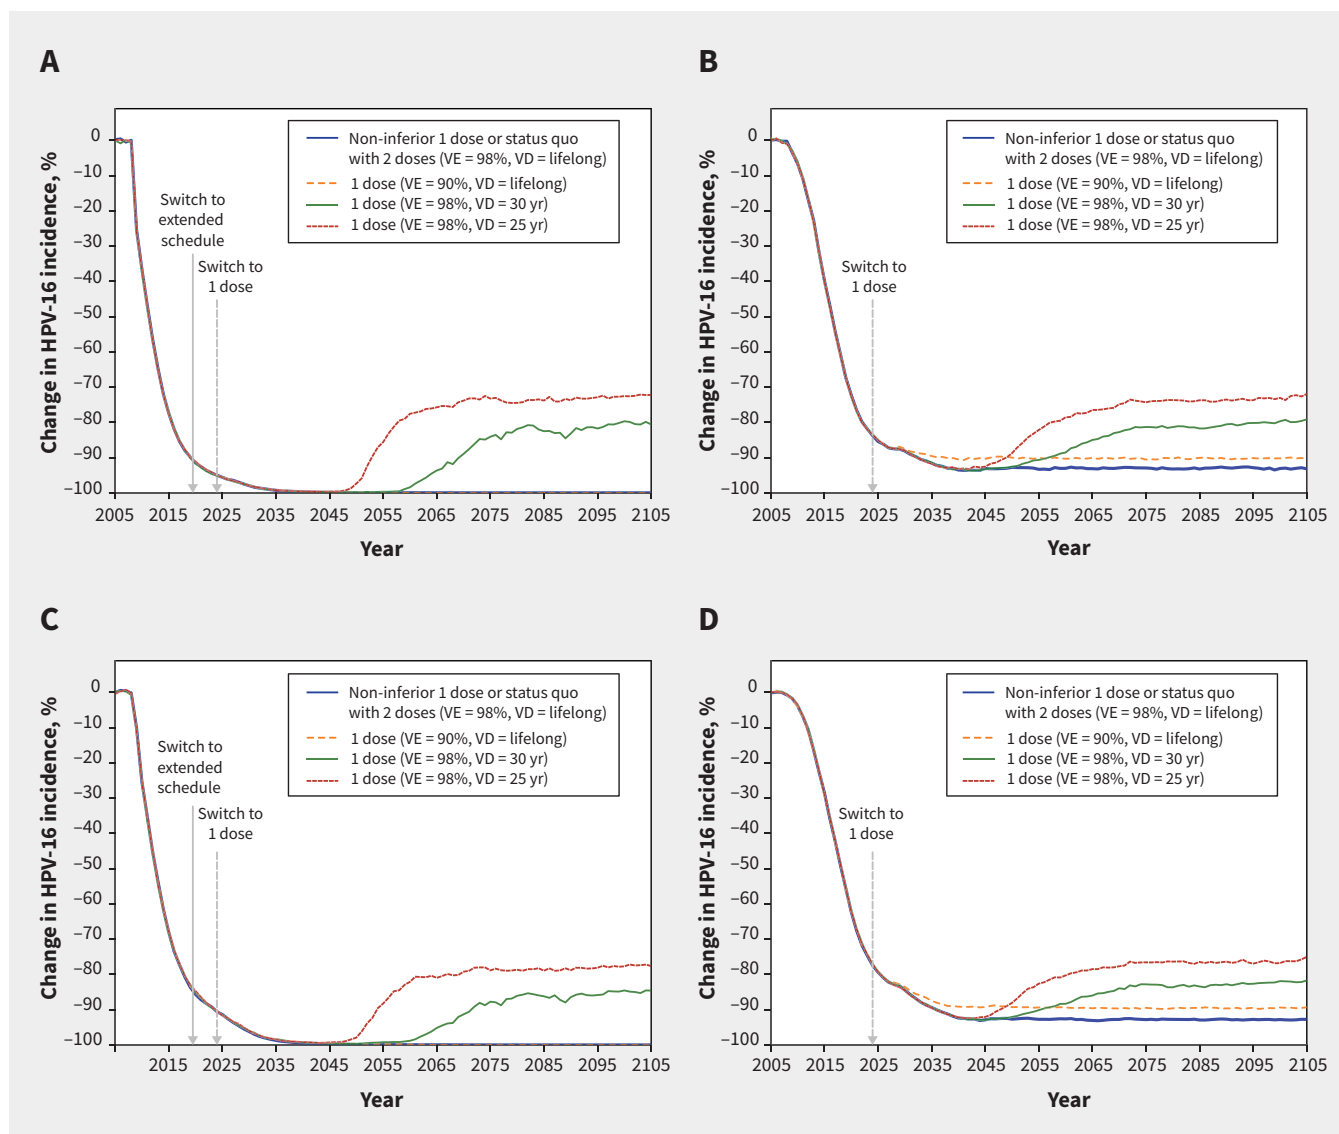 A
Change in HPV-16 incidence, %
0
–10
–20
–30
–40
–50
–60
–70
–80
–90
–100
Non-inferior 1 dose or status quo
with 2 doses (VE = 98%, VD = lifelong)
1 dose (VE = 90%, VD = lifelong)
1 dose (VE = 98%, VD = 30 yr)
1 dose (VE = 98%, VD = 25 yr)
Switch to
extended
schedule
Switch to
1 dose
2005 2015 2025 2035 2045 2055 2065 2075 2085 2095 2105
Year
B
Change in HPV-16 incidence, %
0
–10
–20
–30
–40
–50
–60
–70
–80
–90
–100
Non-inferior 1 dose or status quo
with 2 doses (VE = 98%, VD = lifelong)
1 dose (VE = 90%, VD = lifelong)
1 dose (VE = 98%, VD = 30 yr)
1 dose (VE = 98%, VD = 25 yr)
Switch to
1 dose
2005 2015 2025 2035 2045 2055 2065 2075 2085 2095 2105
Year
C
Change in HPV-16 incidence, %
0
–10
–20
–30
–40
–50
–60
–70
–80
–90
–100
Non-inferior 1 dose or status quo
with 2 doses (VE = 98%, VD = lifelong)
1 dose (VE = 90%, VD = lifelong)
1 dose (VE = 98%, VD = 30 yr)
1 dose (VE = 98%, VD = 25 yr)
Switch to
extended
schedule
Switch to
1 dose
2015 2025 2035 2045 2055 2065 2075 2085 2095 2105
Year
D
Change in HPV-16 incidence, %
0
–10
–20
–30
–40
–50
–60
–70
–80
–90
–100
Non-inferior 1 dose or status quo
with 2 doses (VE = 98%, VD = lifelong)
1 dose (VE = 90%, VD = lifelong)
1 dose (VE = 98%, VD = 30 yr)
1 dose (VE = 98%, VD = 25 yr)
Switch to
1 dose
2005 2015 2025 2035 2045 2055 2065 2075 2085 2095 2105
Year